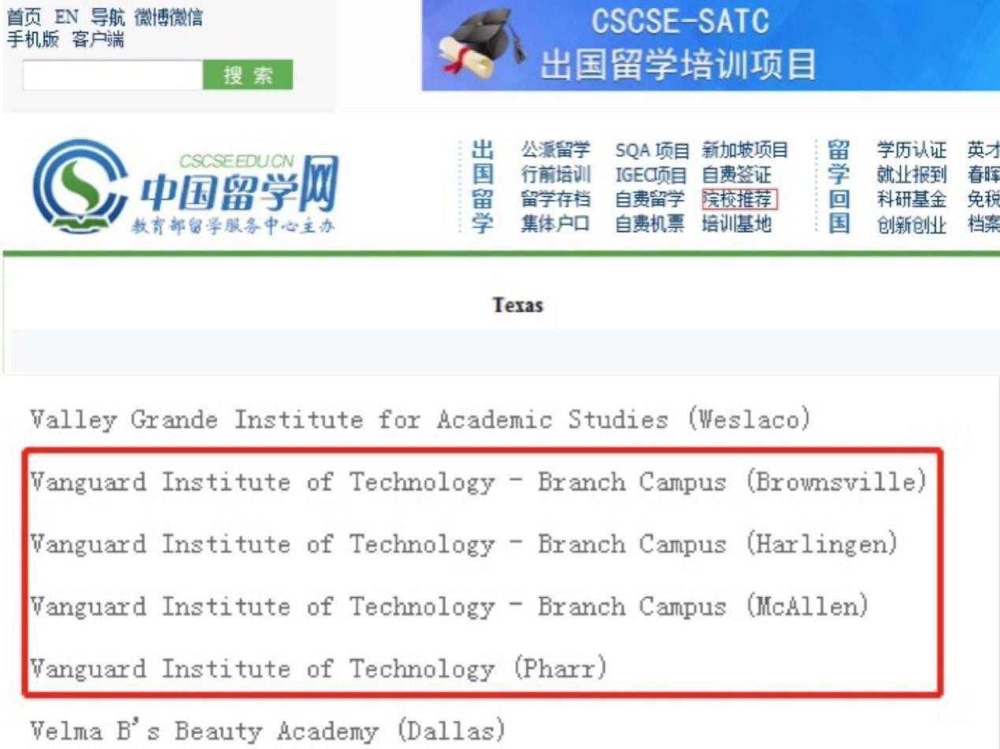 首页 EN 导航 微博微信
手机版 客户端
搜 索
CSCSE-SATC
出国留学培训项目
CSCSE.EDU.CN
中国留学网
教育部留学服务中心主办
出国留学
公派留学 SQA 项目 新加坡项目
行前培训 IGEC项目 自费签证
留学存档 自费留学 院校推荐
集体户口 自费机票 培训基地
留学回国
学历认证 英才
就业报到 春晖
科研基金 免税
创新创业 档案
Texas
Valley Grande Institute for Academic Studies (Weslaco)
Vanguard Institute of Technology - Branch Campus (Brownsville)
Vanguard Institute of Technology - Branch Campus (Harlingen)
Vanguard Institute of Technology - Branch Campus (McAllen)
Vanguard Institute of Technology (Pharr)
Velma B's Beauty Academy (Dallas)